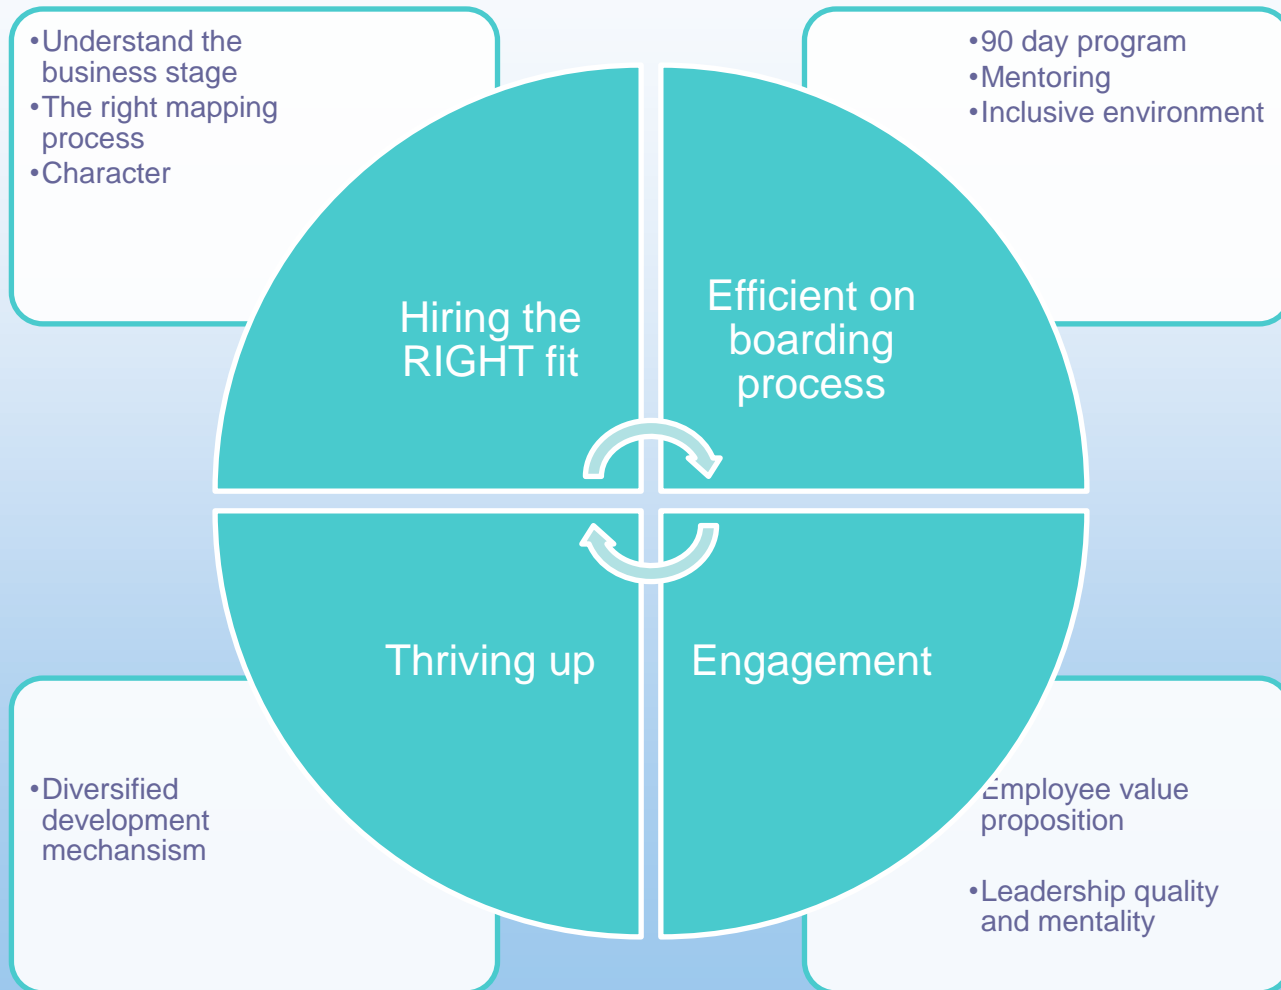 •Understand the
business stage
•The right mapping
process
•Character
•90 day program
•Mentoring
•Inclusive environment
Hiring the
RIGHT fit
Efficient on
boarding
process
Thriving up
Engagement
•Diversified
development
mechansism
Employee value
proposition
•Leadership quality
and mentality